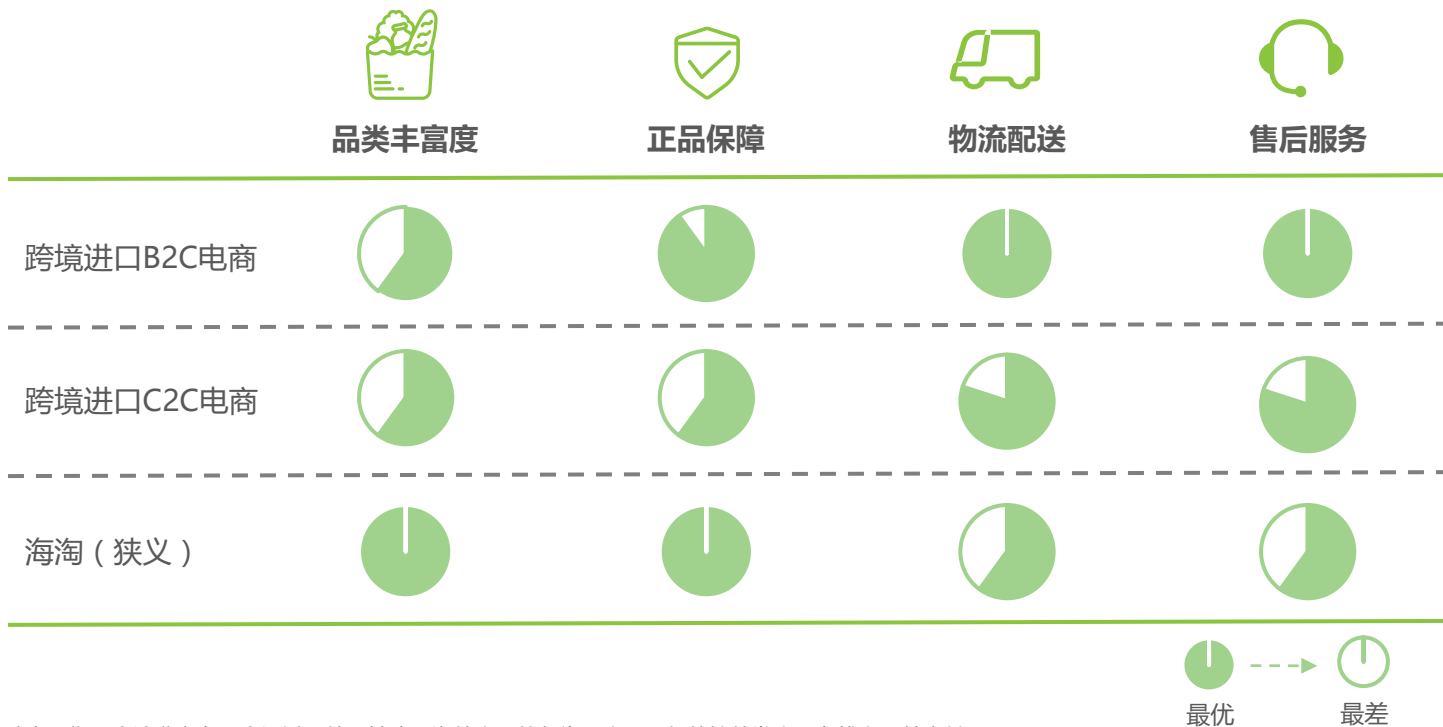 品类丰富度 正品保障 物流配送 售后服务
跨境进口B2C电商
跨境进口C2C电商
海淘（狭义）
最优 最差